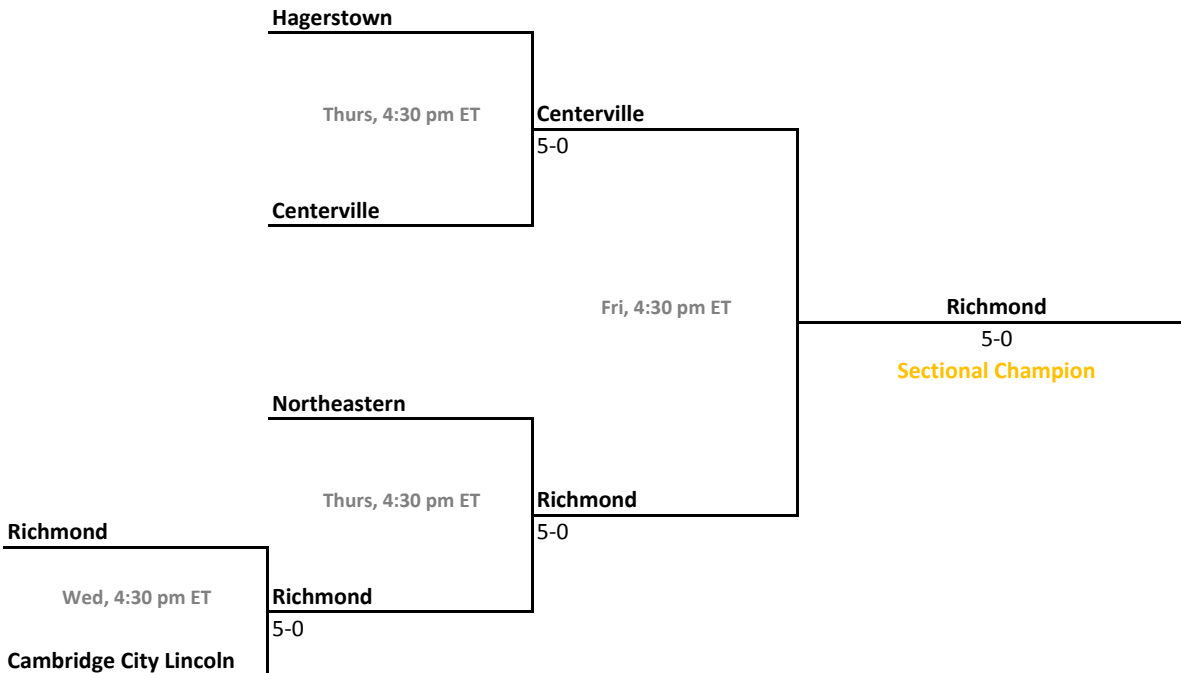 Hagerstown
Thurs, 4:30 pm ET
Centerville
5-0
Centerville
Fri, 4:30 pm ET
Richmond
5-0
Sectional Champion
Northeastern
Thurs, 4:30 pm ET
Richmond
5-0
Richmond
Wed, 4:30 pm ET
Richmond
5-0
Cambridge City Lincoln